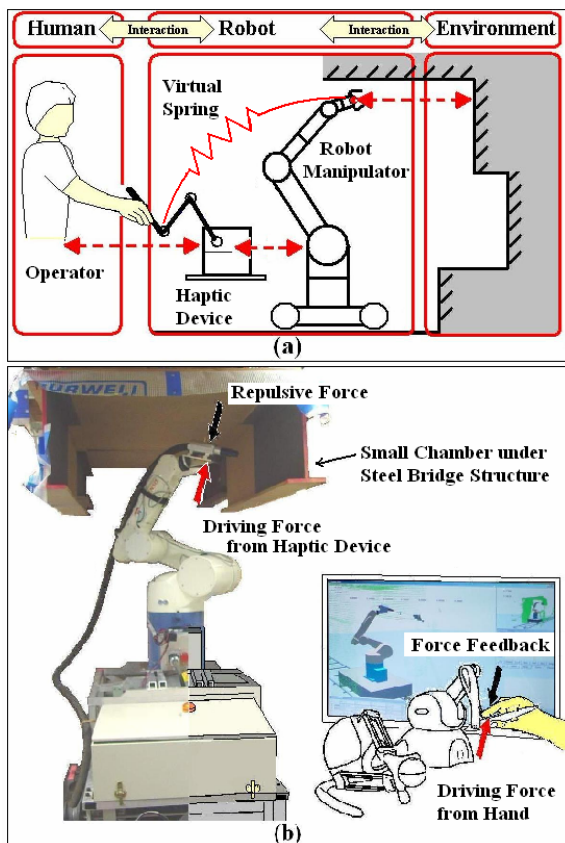 Human
Interaction
Robot
Interaction
Environment
Virtual
Spring
Robot
Manipulator
Operator
Haptic
Device
(a)
Repulsive Force
Small Chamber under
Steel Bridge Structure
Driving Force
from Haptic Device
Force Feedback
Driving Force
from Hand
(b)